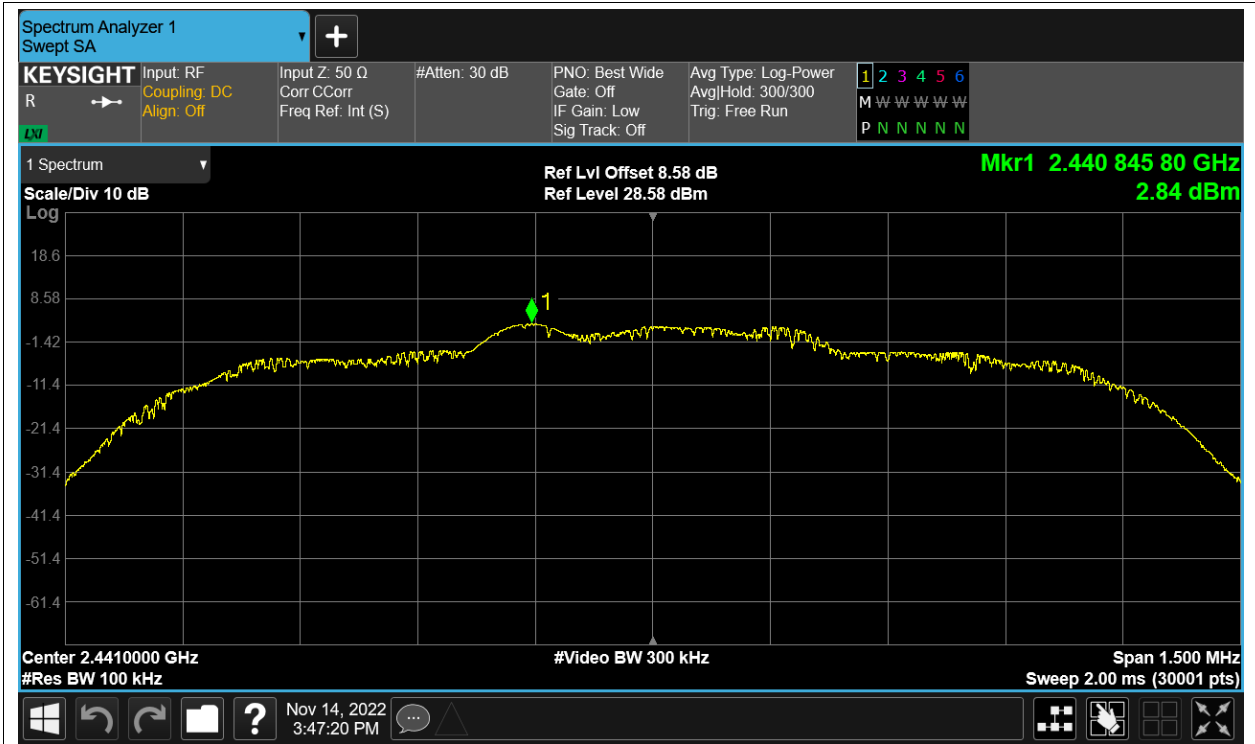 Spectrum Analyzer 1
Swept SA
KEYSIGHT
R
LXI
Input: RF
Coupling: DC
Align: Off
Input Z: 50 Ω
Corr CCorr
Freq Ref: Int (S)
#Atten: 30 dB
PNO: Best Wide
Gate: Off
IF Gain: Low
Sig Track: Off
Avg Type: Log-Power
Avg|Hold: 300/300
Trig: Free Run
1 2 3 4 5 6
M W W W W W
P N N N N N
1 Spectrum
Scale/Div 10 dB
Log
Ref Lvl Offset 8.58 dB
Ref Level 28.58 dBm
Mkr1 2.440 845 80 GHz
2.84 dBm
18.6
8.58
1
-1.42
-11.4
-21.4
-31.4
-41.4
-51.4
-61.4
Center 2.4410000 GHz
#Video BW 300 kHz
Span 1.500 MHz
#Res BW 100 kHz
Sweep 2.00 ms (30001 pts)
?
Nov 14, 2022
3:47:20 PM